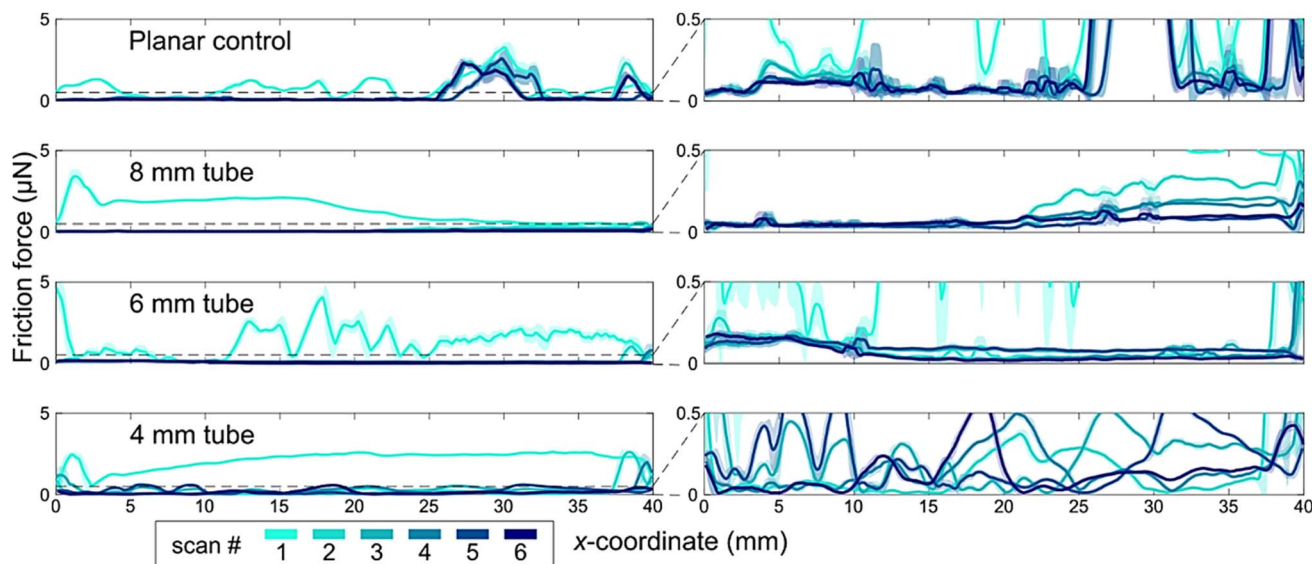 5
0
Planar control
0.5
0
5
0
8 mm tube
0.5
0
5
0
6 mm tube
0.5
0
5
0
4 mm tube
0.5
0
Friction force (μN)
0 5 10 15 20 25 30 35 40
0 5 10 15 20 25 30 35 40
x-coordinate (mm)
scan #
1 2 3 4 5 6